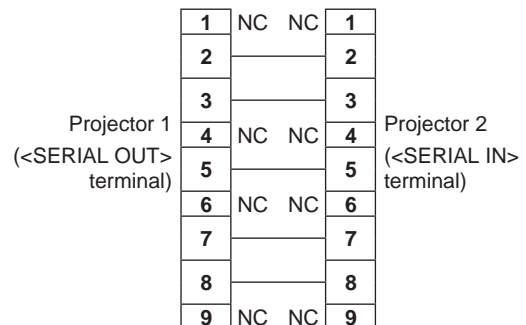 1 NC NC 1
2 2
3 3
Projector 1
(<SERIAL OUT>
terminal)
4 NC NC 4
Projector 2
(<SERIAL IN>
terminal)
5 5
6 NC NC 6
7 7
8 8
9 NC NC 9